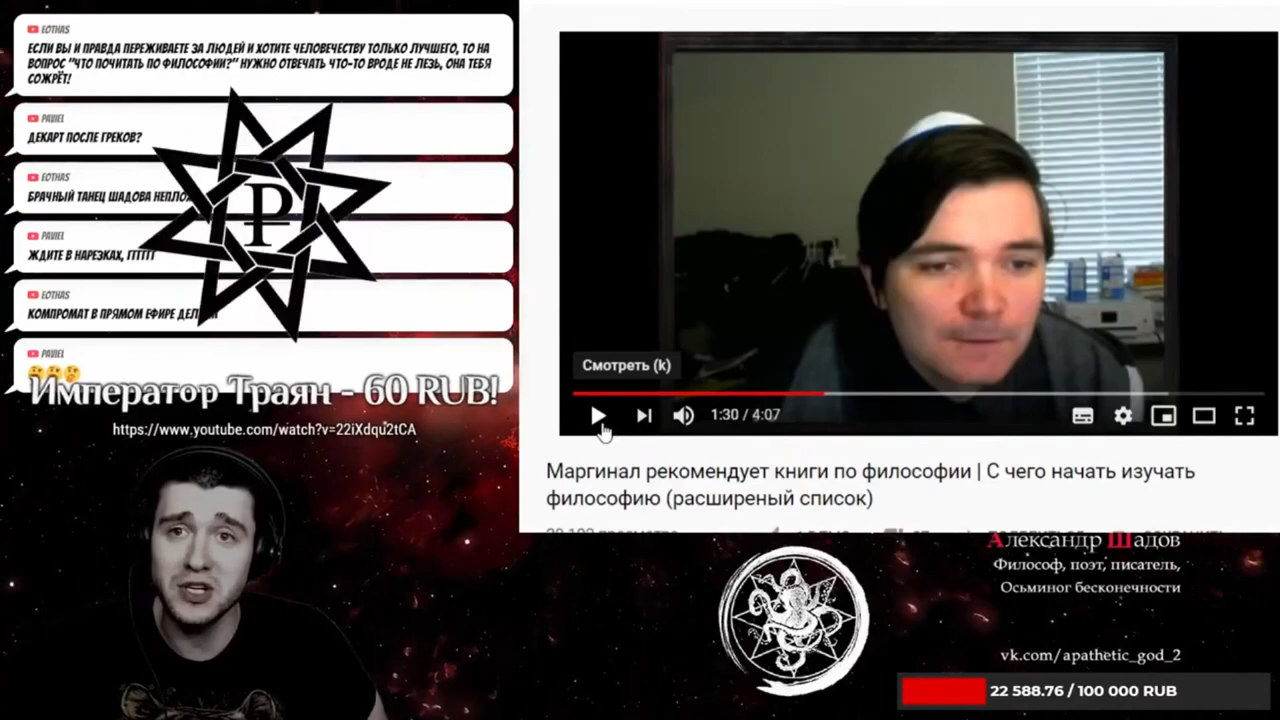 EOTHAS
ЕСЛИ ВЫ И ПРАВДА ПЕРЕЖИВАЕТЕ ЗА ЛЮДЕЙ И ХОТИТЕ ЧЕЛОВЕЧЕСТВУ ТОЛЬКО ЛУЧШЕГО, ТО НА
ВОПРОС "ЧТО ПОЧИТАТЬ ПО ФИЛОСОФИИ?" НУЖНО ОТВЕЧАТЬ ЧТО-ТО ВРОДЕ НЕ ЛЕЗЬ, ОНА ТЕБЯ
СОЖРЁТ!
PAVIEL
ДЕКАРТ ПОСЛЕ ГРЕКОВ?
EOTHAS
БРАЧНЫЙ ТАНЕЦ ШАДОВА
PAVIEL
ЖДИТЕ В НАРЕЗКАХ, ГГГГГ
EOTHAS
КОМПРОМАТ В ПРЯМОМ ЕФИРЕ
PAVIEL
Император Траян - 60 RUB!
https://www.youtube.com/watch?v=22iXdqu2tCA
Смотреть (k)
1:30 / 4:07
Маргинал рекомендует книги по философии | С чего начать изучать
философию (расширеный список)
Александр Шадов
Философ, поэт, писатель,
Осьминог бесконечности
vk.com/apathetic_god_2
22 588.76 / 100 000 RUB